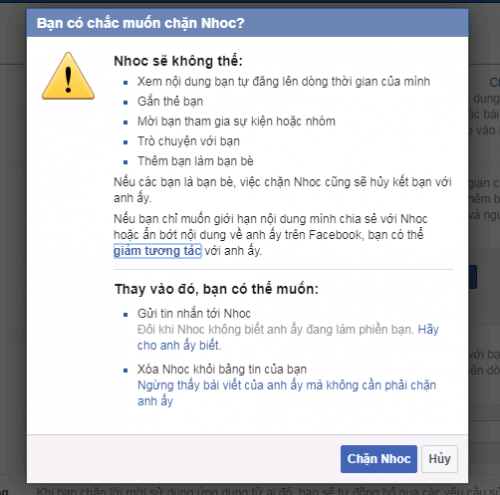 Bạn có chắc muốn chặn Nhoc?
Nhoc sẽ không thể:
Xem nội dung bạn tự đăng lên dòng thời gian của mình
Gắn thẻ bạn
Mời bạn tham gia sự kiện hoặc nhóm
Trò chuyện với bạn
Thêm bạn làm bạn bè
Nếu các bạn là bạn bè, việc chặn Nhoc cũng sẽ hủy kết bạn với
anh ấy.
Nếu bạn chỉ muốn giới hạn nội dung mình chia sẻ với Nhoc
hoặc ẩn bớt nội dung về anh ấy trên Facebook, bạn có thể
giảm tương tác với anh ấy.
Thay vào đó, bạn có thể muốn:
Gửi tin nhắn tới Nhoc
Đôi khi Nhoc không biết anh ấy đang làm phiền bạn. Hãy
cho anh ấy biết.
Xóa Nhoc khỏi bảng tin của bạn
Ngừng thấy bài viết của anh ấy mà không cần phải chặn
anh ấy
Chặn Nhoc
Hủy